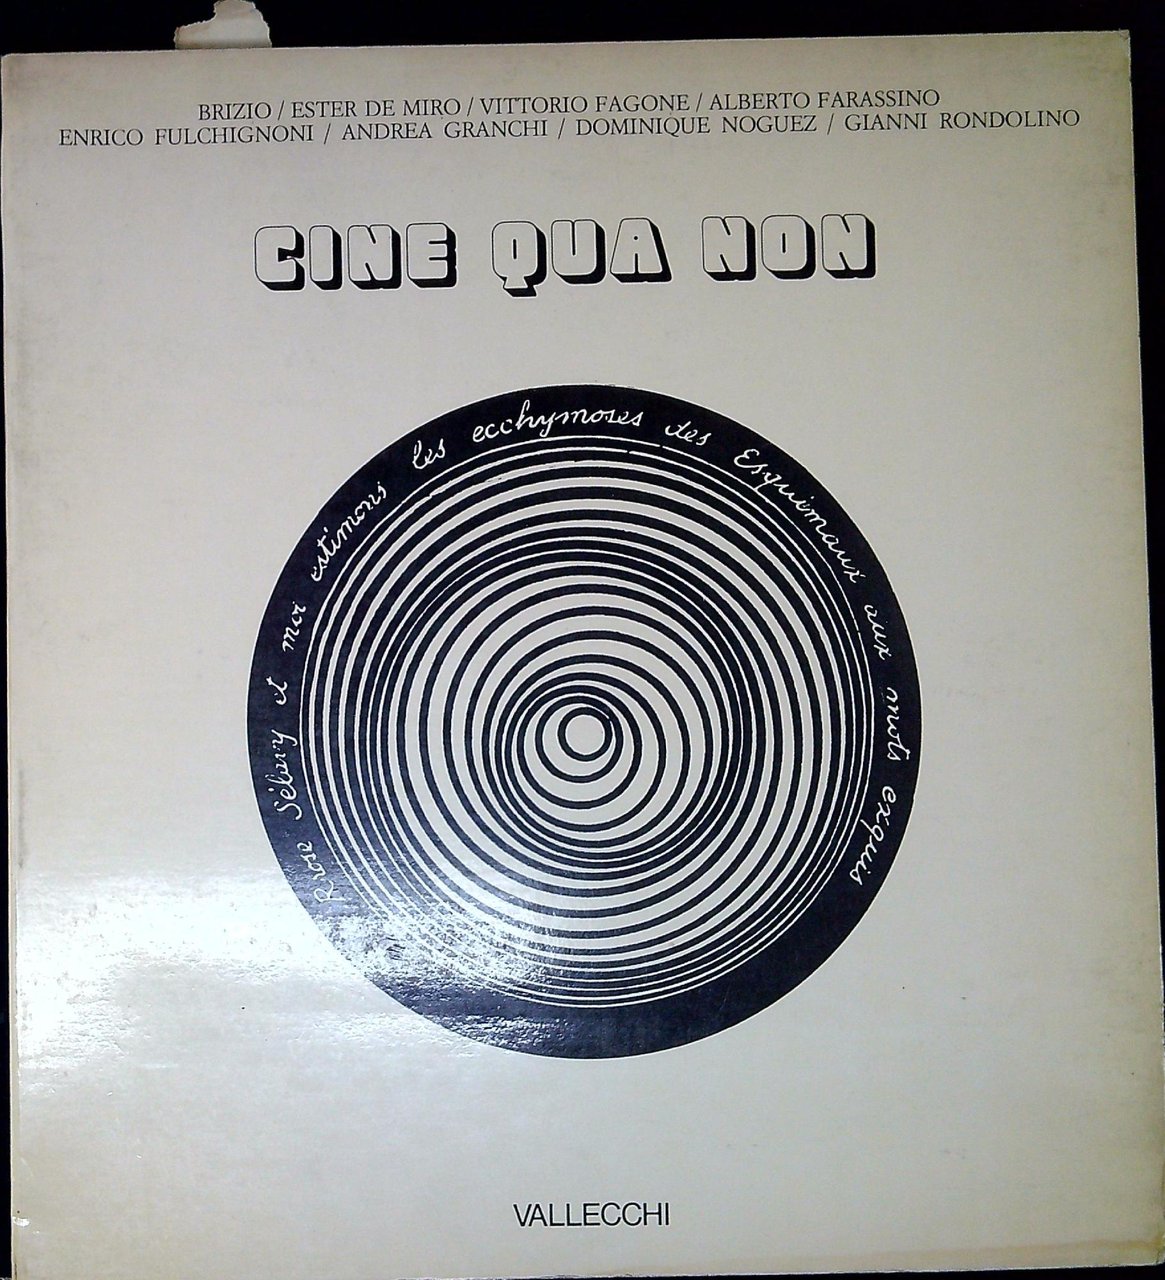 BRIZIO / ESTER DE MIRO / VITTORIO FAGONE / ALBERTO FARASSINO
ENRICO FULCHIGNONI / ANDREA GRANCHI / DOMINIQUE NOGUEZ / GIANNI RONDOLINO
CINE QUA NON
Rrose Sélavy et moi estimons les ecchymoses des Esquimaux aux mots exquis
VALLECCHI